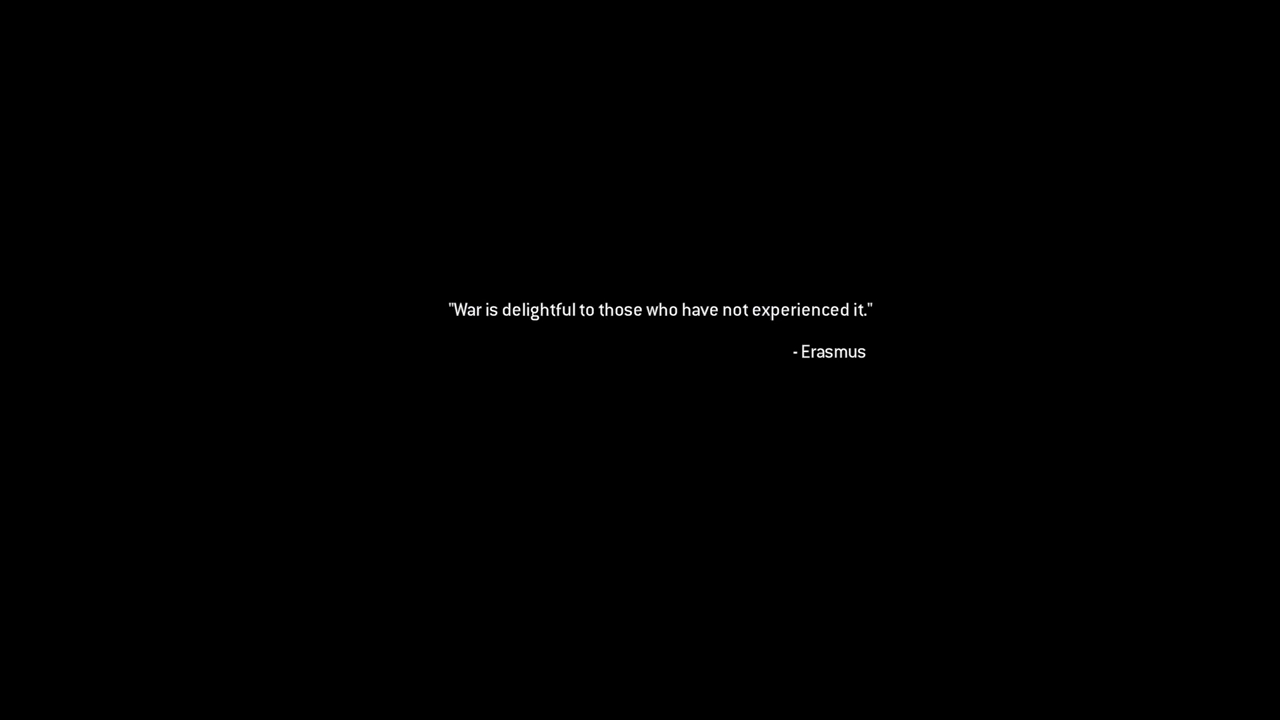 "War is delightful to those who have not experienced it."
- Erasmus